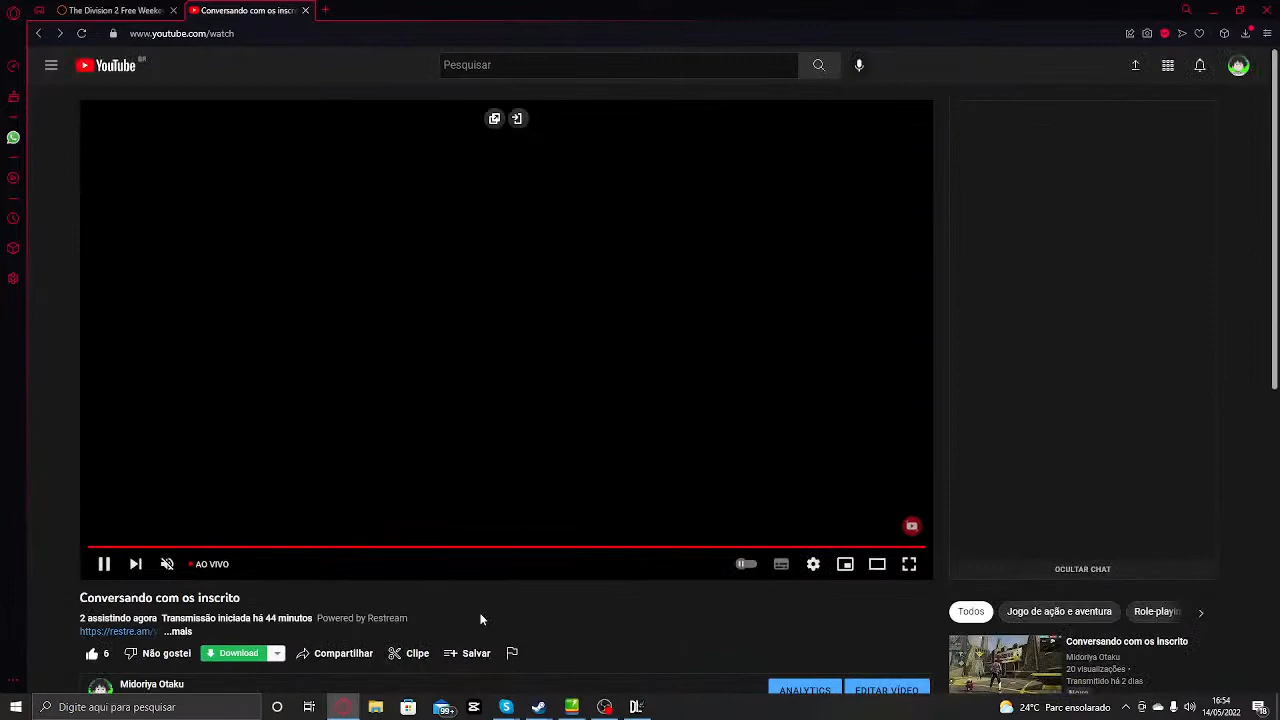 The Division 2 Free Weeke
Conversando com os inscri
www.youtube.com/watch
YouTube BR
Pesquisar
AO VIVO
OCULTAR CHAT
Conversando com os inscrito
2 assistindo agora Transmissão iniciada há 44 minutos Powered by Restream
https://restre.am/ ...mais
6 Não gostei Download Compartilhar Clipe Salvar
Midoriya Otaku
ANALYTICS EDITAR VÍDEO
Todos Jogo de ação e aventura Role-playin
Conversando com os inscrito
Midoriya Otaku
20 visualizações •
Transmitido há 2 dias
Novo
Digite aqui para pesquisar
24°C Parc ensolarado
16:54
14/05/2022